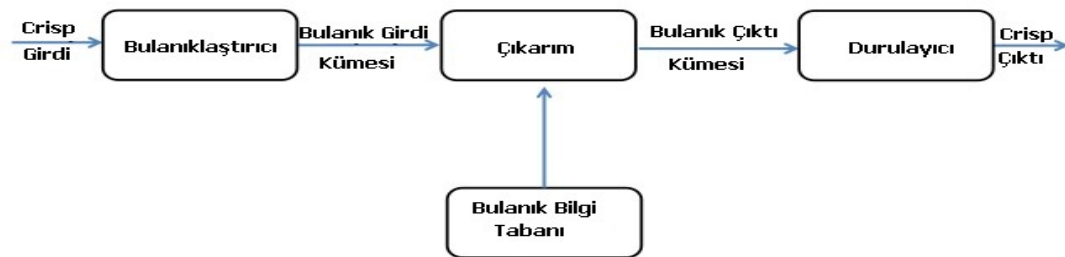 Crisp
Girdi
Bulanıklaştırıcı
Bulanık Girdi
Kümesi
Çıkarım
Bulanık Çıktı
Kümesi
Durulayıcı
Crisp
Çıktı
Bulanık Bilgi
Tabanı